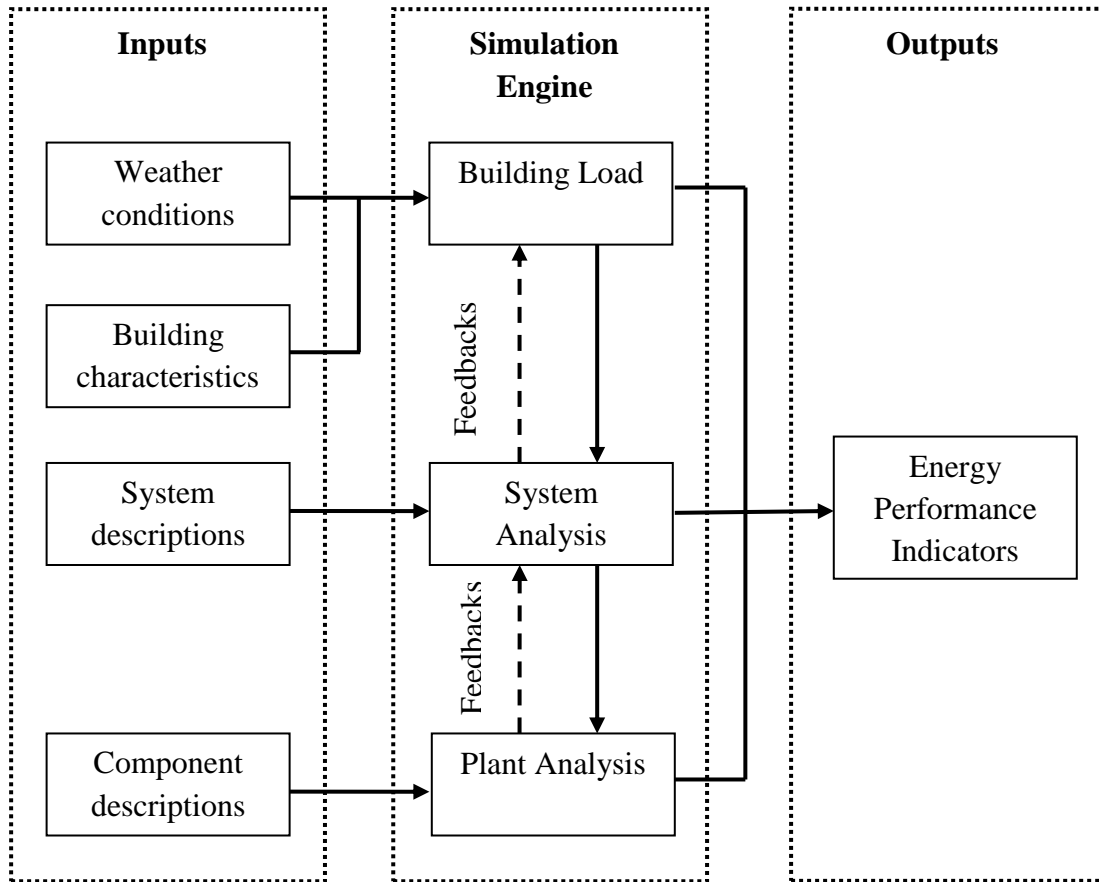 Inputs
Simulation
Engine
Outputs
Weather
conditions
Building Load
Building
characteristics
Feedbacks
System
descriptions
System
Analysis
Energy
Performance
Indicators
Feedbacks
Component
descriptions
Plant Analysis